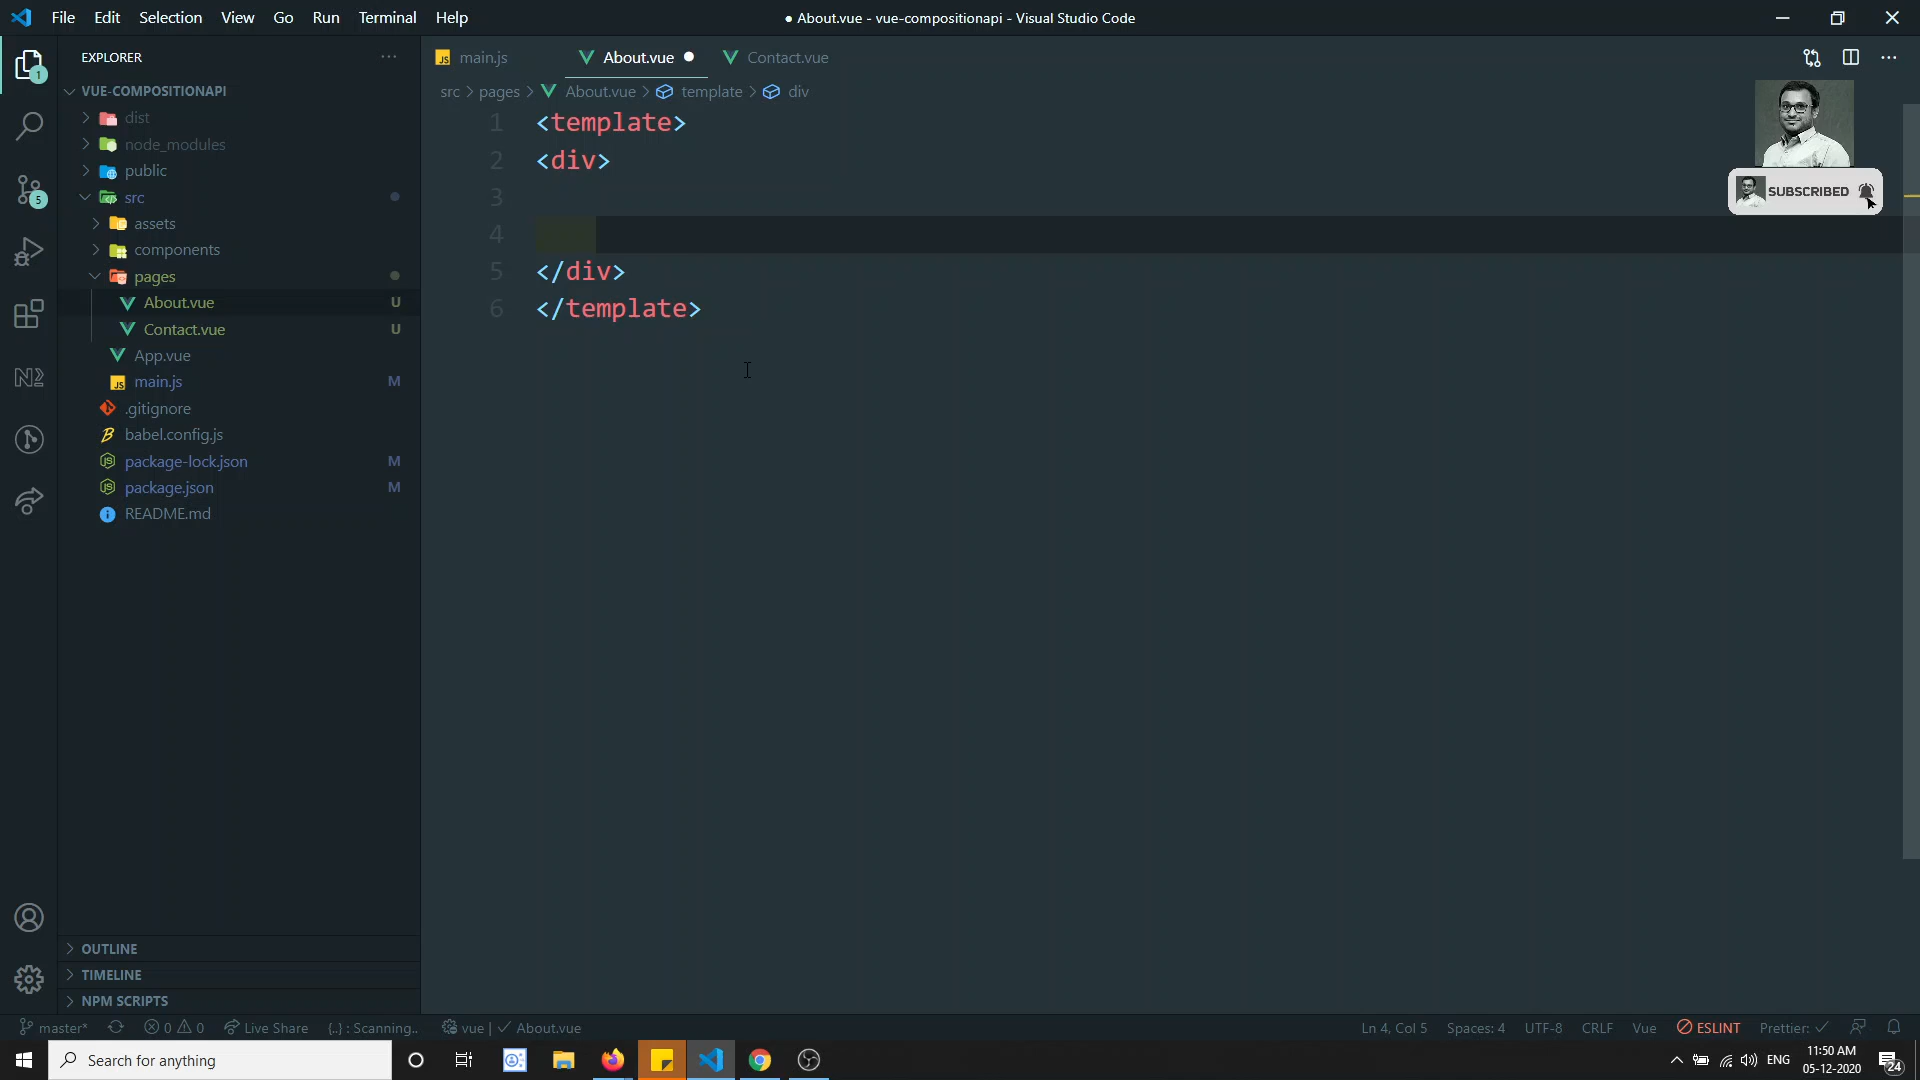 File Edit Selection View Go Run Terminal Help
● About.vue - vue-compositionapi - Visual Studio Code
EXPLORER
VUE-COMPOSITIONAPI
dist
node_modules
public
src
assets
components
pages
About.vue U
Contact.vue U
App.vue
main.js M
.gitignore
babel.config.js
package-lock.json M
package.json M
README.md
OUTLINE
TIMELINE
NPM SCRIPTS
1
5
main.js About.vue ● Contact.vue
src > pages > About.vue > template > div
1 <template>
2 <div>
3
4
5 </div>
6 </template>
SUBSCRIBED
master* 0 0 Live Share {..} : Scanning.. vue | ✓ About.vue
Ln 4, Col 5 Spaces: 4 UTF-8 CRLF Vue ESLINT Prettier: ✓
Search for anything
ENG
11:50 AM
05-12-2020
24